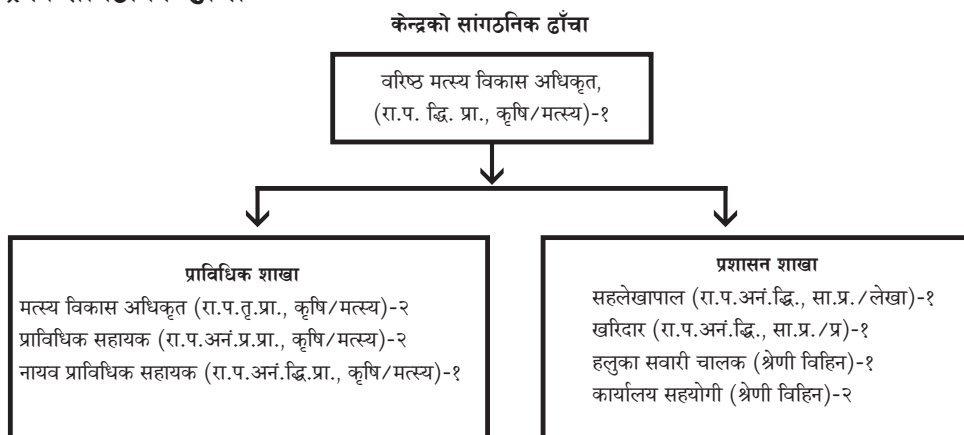 केन्द्रको सांगठनिक ढाँचा
वरिष्ठ मत्स्य विकास अधिकृत,
(रा.प. द्धि. प्रा., कृषि/मत्स्य)-१
प्राविधिक शाखा
मत्स्य विकास अधिकृत (रा.प.तृ.प्रा., कृषि/मत्स्य)-२
प्राविधिक सहायक (रा.प.अनं.प्र.प्रा., कृषि/मत्स्य)-२
नायव प्राविधिक सहायक (रा.प.अनं.द्धि.प्रा., कृषि/मत्स्य)-१
प्रशासन शाखा
सहलेखापाल (रा.प.अनं.द्धि., सा.प्र./लेखा)-१
खरिदार (रा.प.अनं.द्धि., सा.प्र./प्र)-१
हलुका सवारी चालक (श्रेणी विहिन)-१
कार्यालय सहयोगी (श्रेणी विहिन)-२